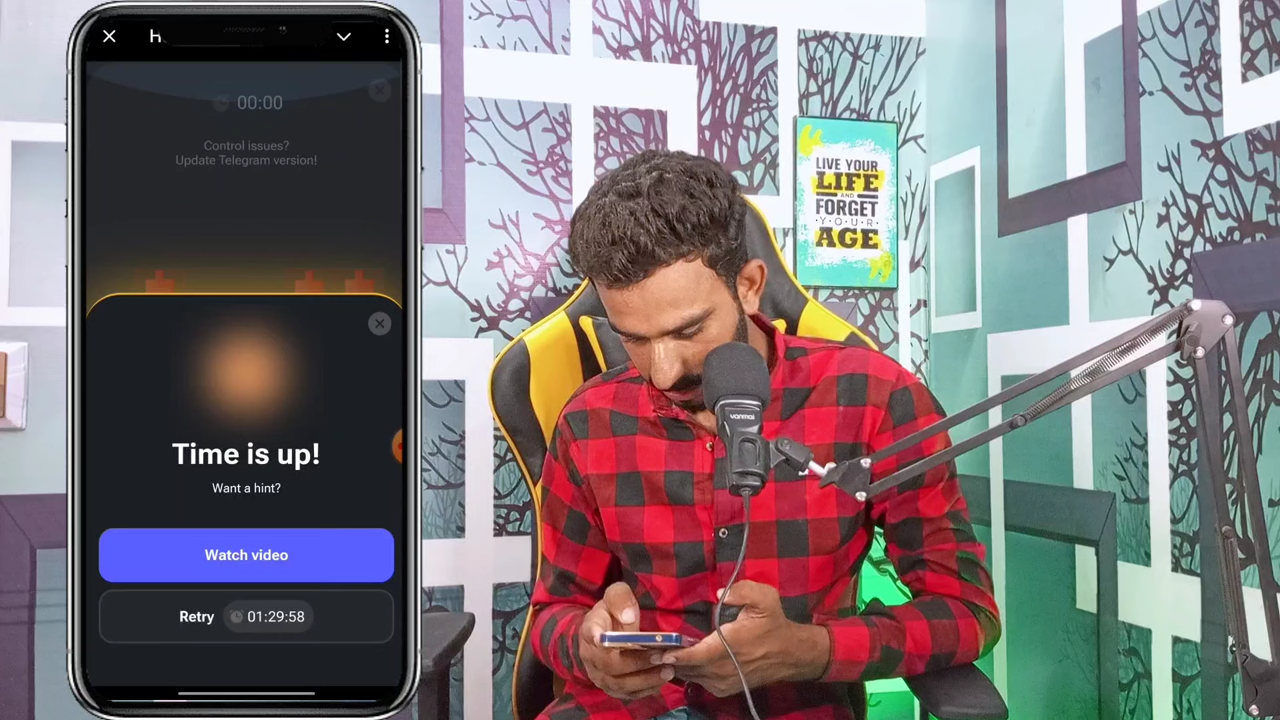 00:00
Control issues?
Update Telegram version!
Time is up!
Want a hint?
Watch video
Retry 01:29:58
LIVE YOUR
LIFE
AND
FORGET
YOUR
AGE
vonmai